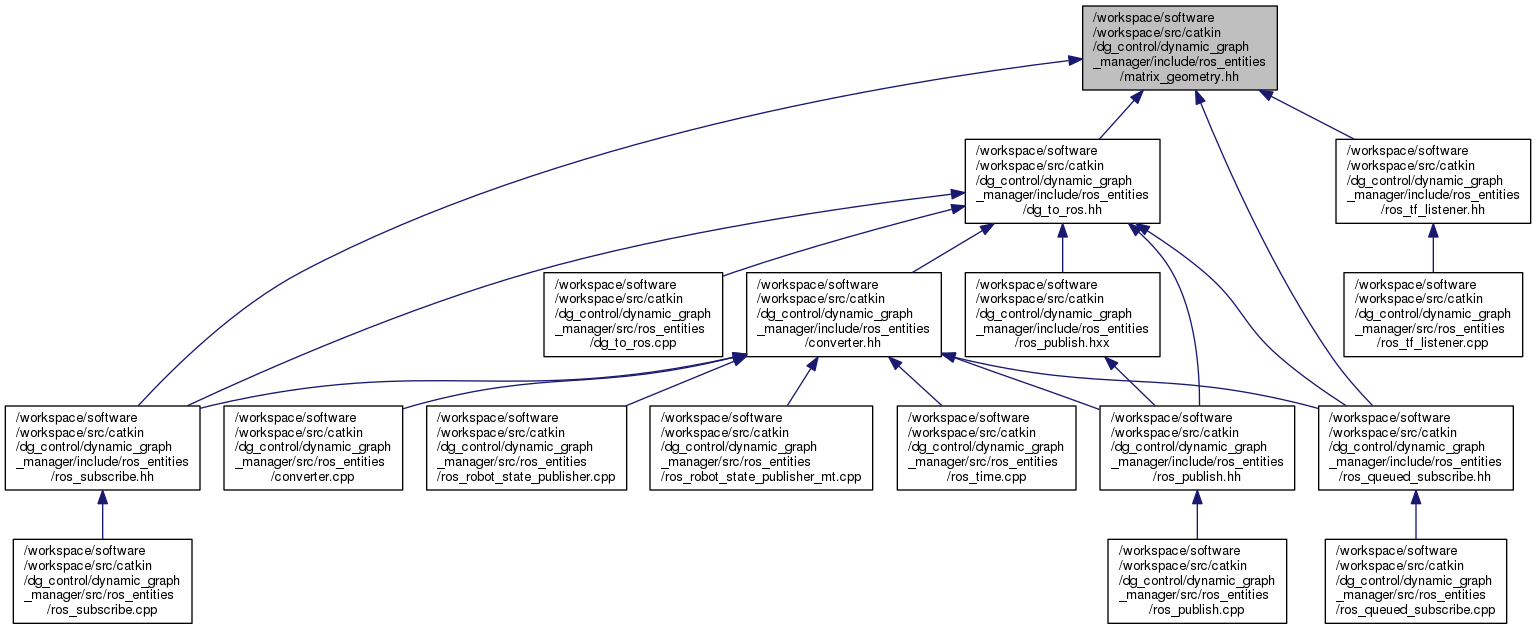 /workspace/software
/workspace/src/catkin
/dg_control/dynamic_graph
_manager/include/ros_entities
/matrix_geometry.hh
/workspace/software
/workspace/src/catkin
/dg_control/dynamic_graph
_manager/include/ros_entities
/dg_to_ros.hh
/workspace/software
/workspace/src/catkin
/dg_control/dynamic_graph
_manager/include/ros_entities
/ros_tf_listener.hh
/workspace/software
/workspace/src/catkin
/dg_control/dynamic_graph
_manager/src/ros_entities
/dg_to_ros.cpp
/workspace/software
/workspace/src/catkin
/dg_control/dynamic_graph
_manager/include/ros_entities
/converter.hh
/workspace/software
/workspace/src/catkin
/dg_control/dynamic_graph
_manager/include/ros_entities
/ros_publish.hxx
/workspace/software
/workspace/src/catkin
/dg_control/dynamic_graph
_manager/src/ros_entities
/ros_tf_listener.cpp
/workspace/software
/workspace/src/catkin
/dg_control/dynamic_graph
_manager/include/ros_entities
/ros_subscribe.hh
/workspace/software
/workspace/src/catkin
/dg_control/dynamic_graph
_manager/src/ros_entities
/converter.cpp
/workspace/software
/workspace/src/catkin
/dg_control/dynamic_graph
_manager/src/ros_entities
/ros_robot_state_publisher.cpp
/workspace/software
/workspace/src/catkin
/dg_control/dynamic_graph
_manager/src/ros_entities
/ros_robot_state_publisher_mt.cpp
/workspace/software
/workspace/src/catkin
/dg_control/dynamic_graph
_manager/src/ros_entities
/ros_time.cpp
/workspace/software
/workspace/src/catkin
/dg_control/dynamic_graph
_manager/include/ros_entities
/ros_publish.hh
/workspace/software
/workspace/src/catkin
/dg_control/dynamic_graph
_manager/include/ros_entities
/ros_queued_subscribe.hh
/workspace/software
/workspace/src/catkin
/dg_control/dynamic_graph
_manager/src/ros_entities
/ros_subscribe.cpp
/workspace/software
/workspace/src/catkin
/dg_control/dynamic_graph
_manager/src/ros_entities
/ros_publish.cpp
/workspace/software
/workspace/src/catkin
/dg_control/dynamic_graph
_manager/src/ros_entities
/ros_queued_subscribe.cpp